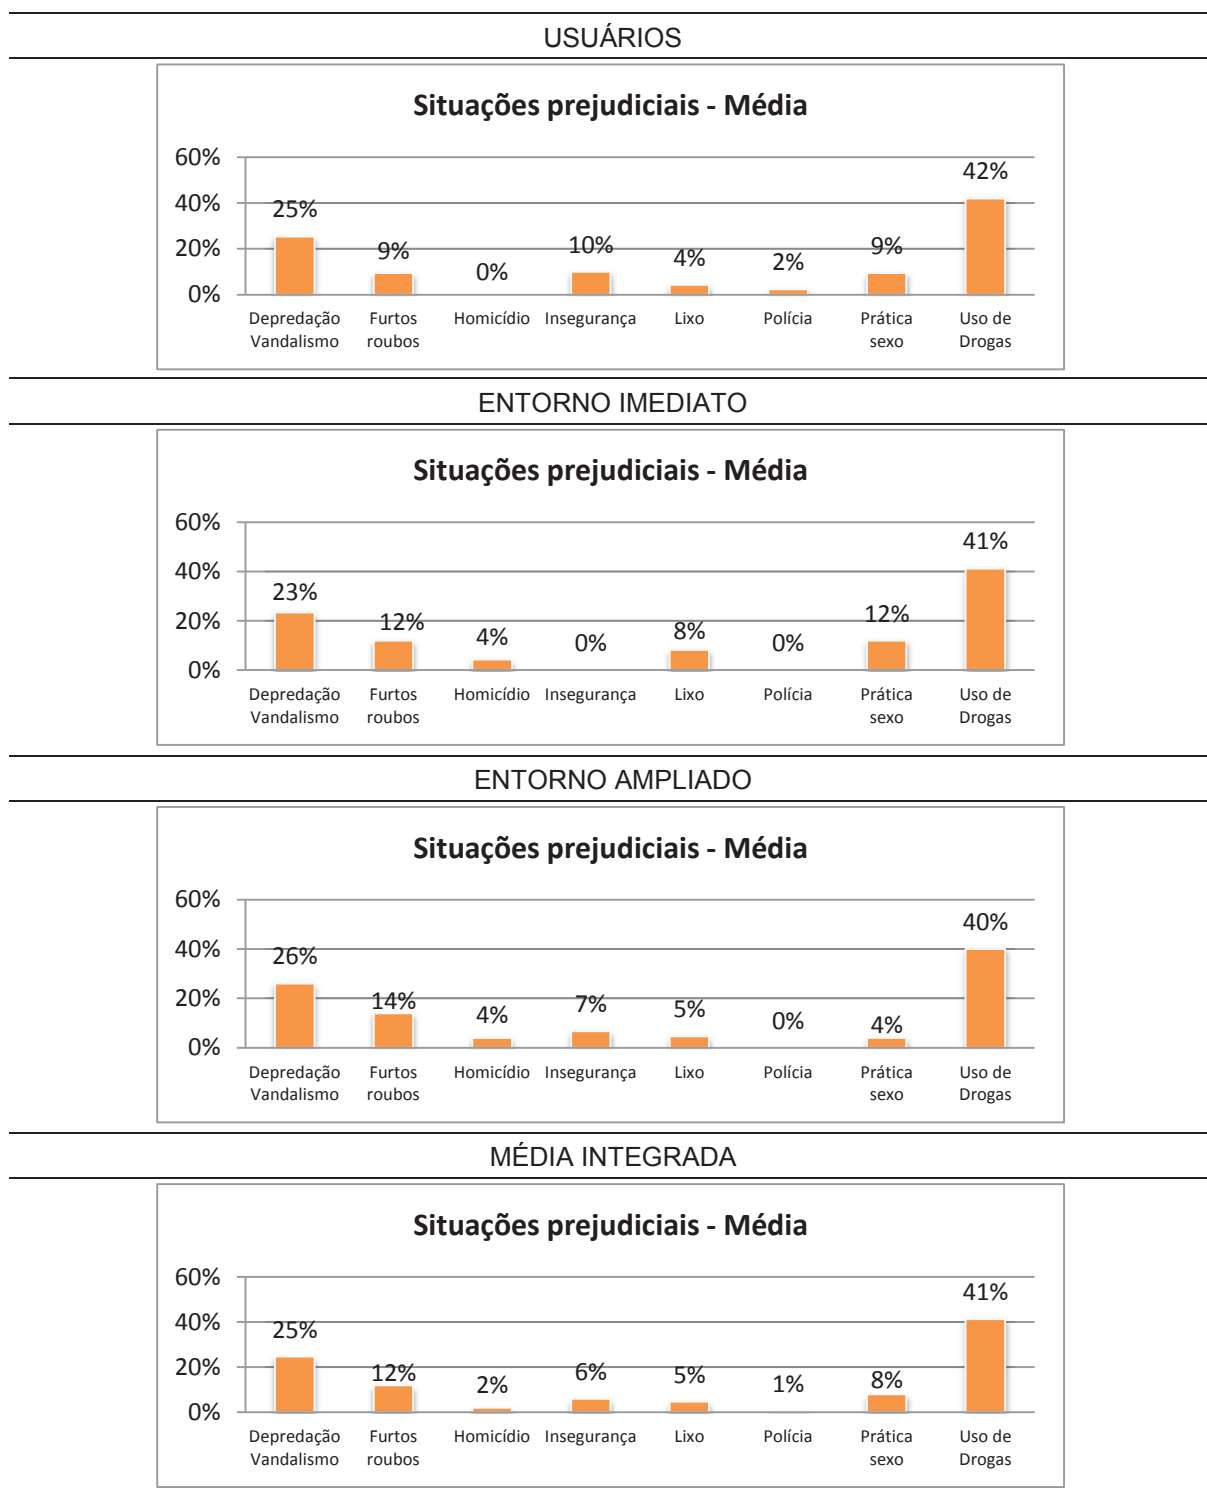 USUÁRIOS
Situações prejudiciais - Média
60%
40%
20%
0%
25%
9%
0%
10%
4%
2%
9%
42%
Depredação Vandalismo
Furtos roubos
Homicídio
Insegurança
Lixo
Polícia
Prática sexo
Uso de Drogas
ENTORNO IMEDIATO
Situações prejudiciais - Média
60%
40%
20%
0%
23%
12%
4%
0%
8%
0%
12%
41%
Depredação Vandalismo
Furtos roubos
Homicídio
Insegurança
Lixo
Polícia
Prática sexo
Uso de Drogas
ENTORNO AMPLIADO
Situações prejudiciais - Média
60%
40%
20%
0%
26%
14%
4%
7%
5%
0%
4%
40%
Depredação Vandalismo
Furtos roubos
Homicídio
Insegurança
Lixo
Polícia
Prática sexo
Uso de Drogas
MÉDIA INTEGRADA
Situações prejudiciais - Média
60%
40%
20%
0%
25%
12%
2%
6%
5%
1%
8%
41%
Depredação Vandalismo
Furtos roubos
Homicídio
Insegurança
Lixo
Polícia
Prática sexo
Uso de Drogas